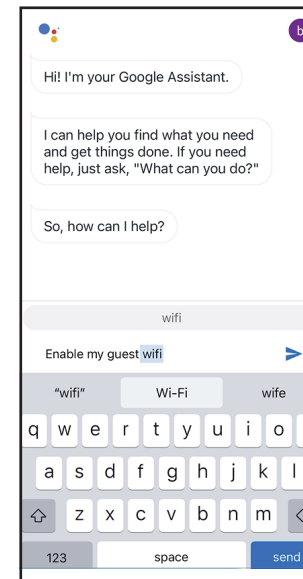 b
Hi! I'm your Google Assistant.
I can help you find what you need
and get things done. If you need
help, just ask, "What can you do?"
So, how can I help?
wifi
Enable my guest wifi
“wifi” Wi-Fi wife
q w e r t y u i o
a s d f g h j k l
z x c v b n m
123 space send